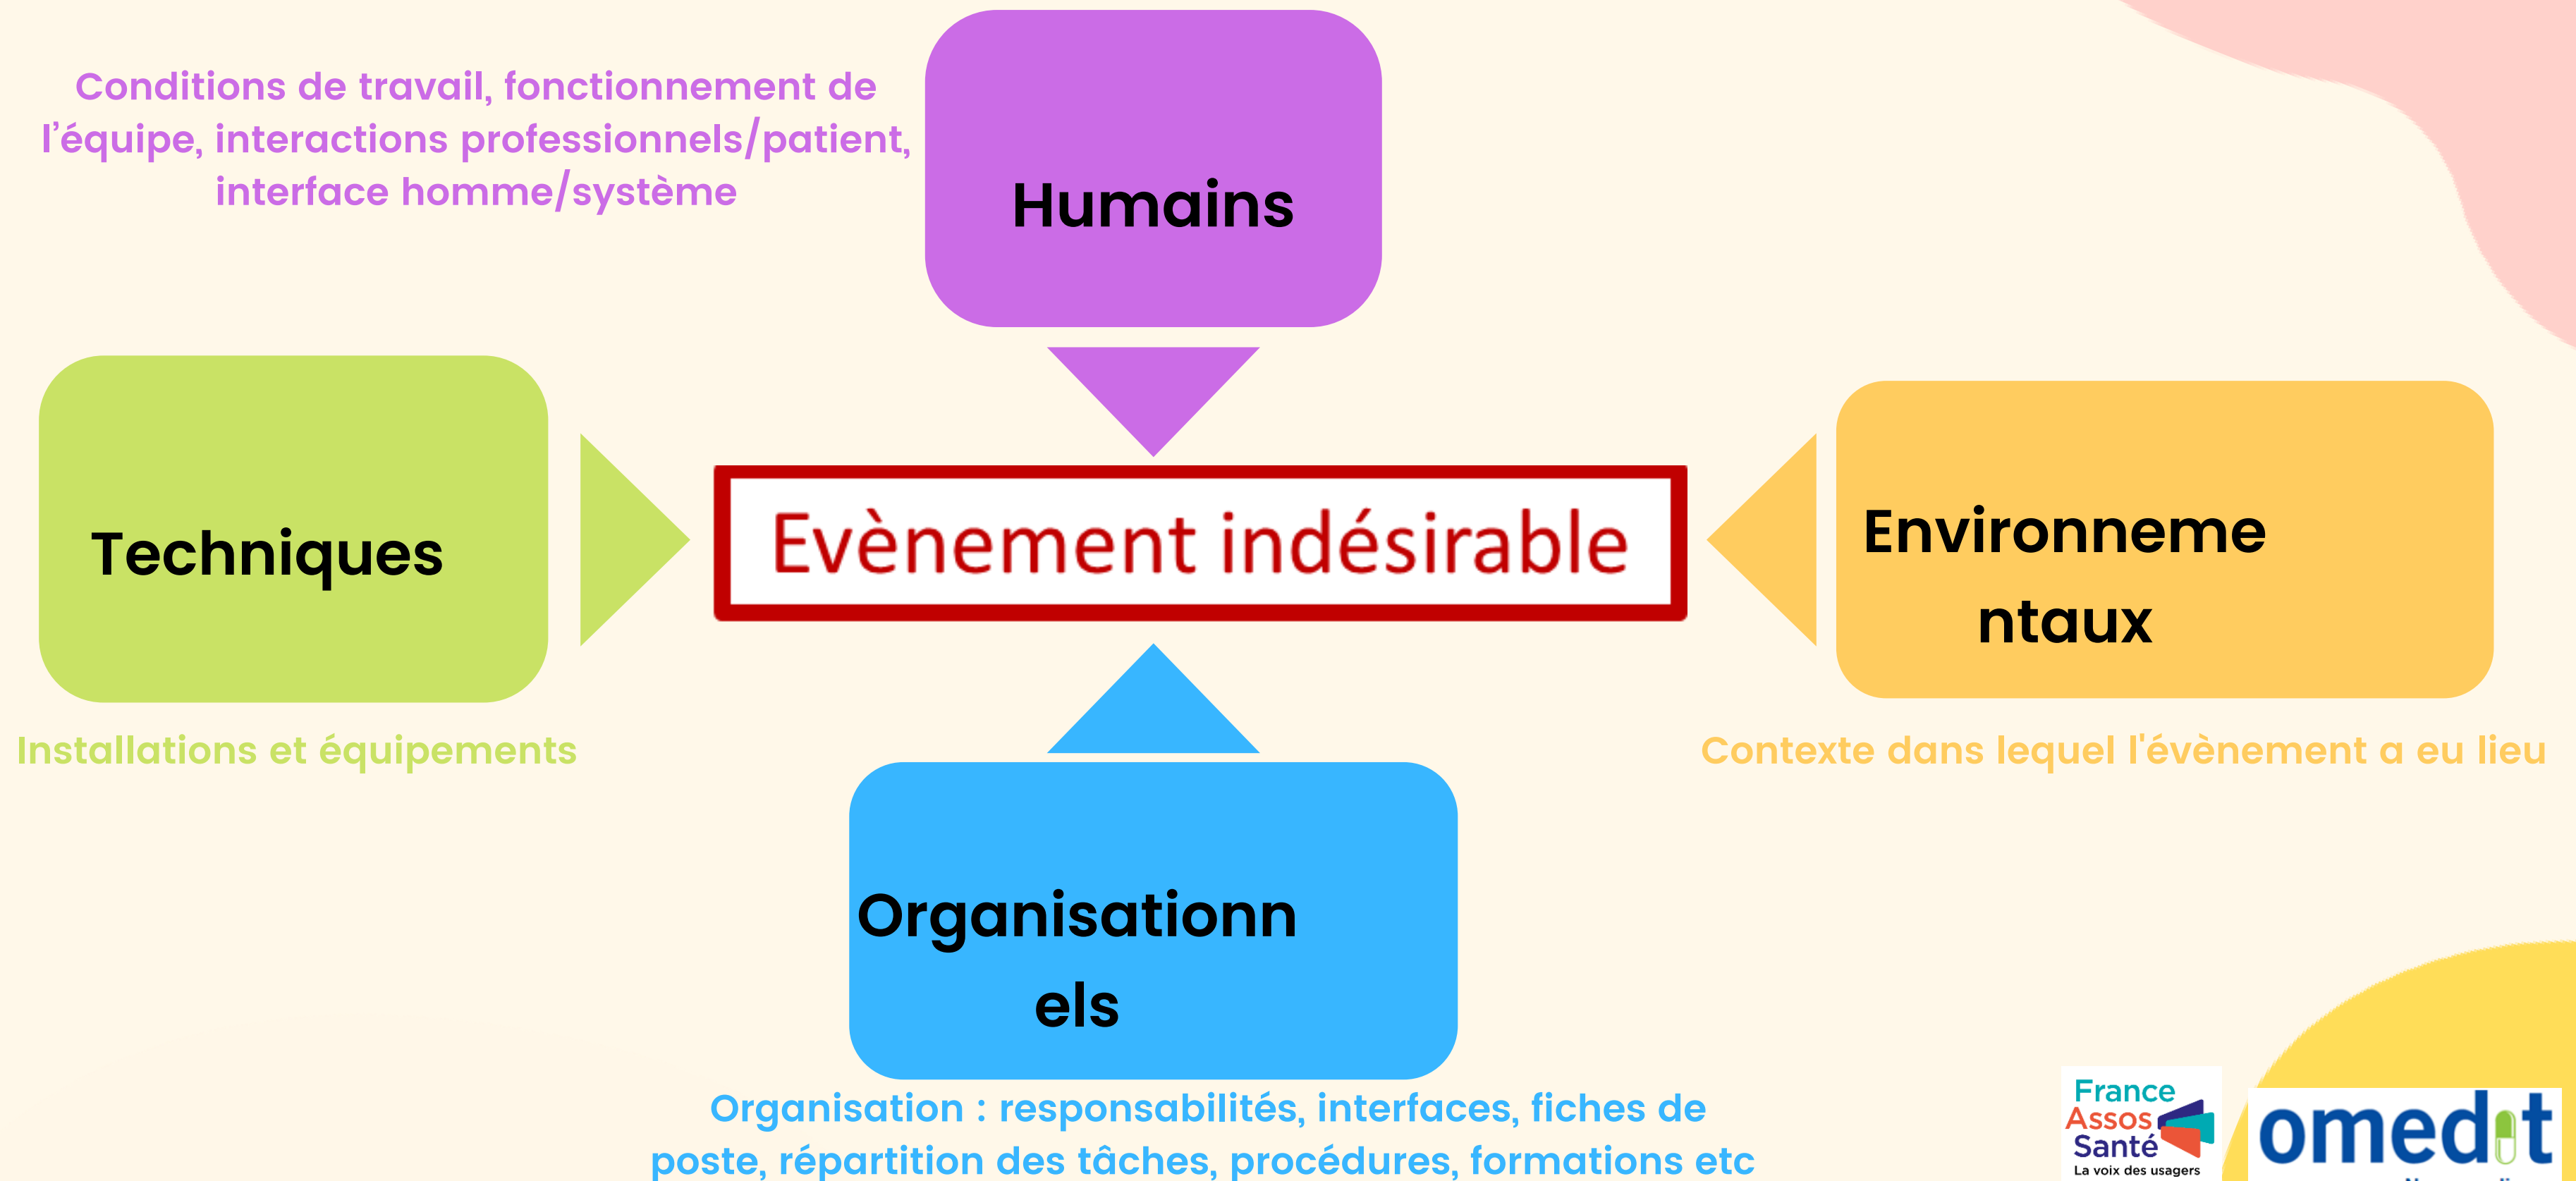 Conditions de travail, fonctionnement de
l’équipe, interactions professionnels/patient,
interface homme/système
Humains
Techniques
Evènement indésirable
Environneme
ntaux
Installations et équipements
Contexte dans lequel l'évènement a eu lieu
Organisationn
els
Organisation : responsabilités, interfaces, fiches de
poste, répartition des tâches, procédures, formations etc
France
Assos
Santé
La voix des usagers
omedit